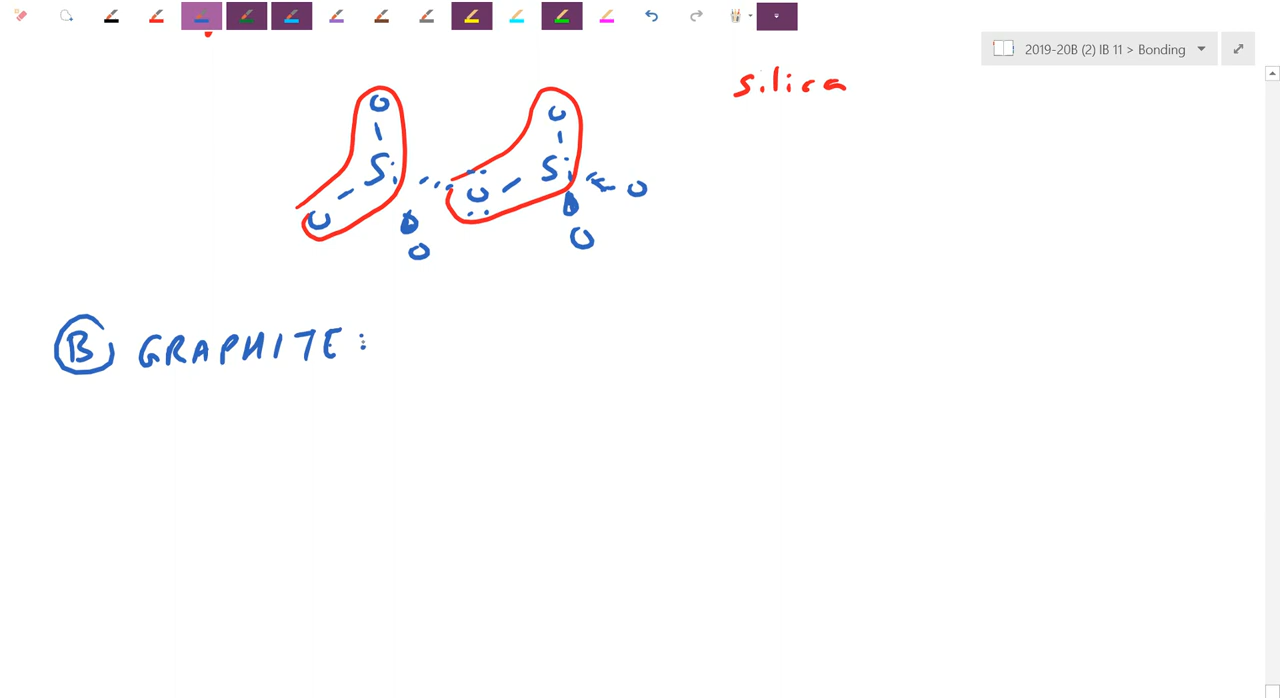 2019-20B (2) IB 11 > Bonding
silica
O O
Si Si O
O O
O O
B GRAPHITE: